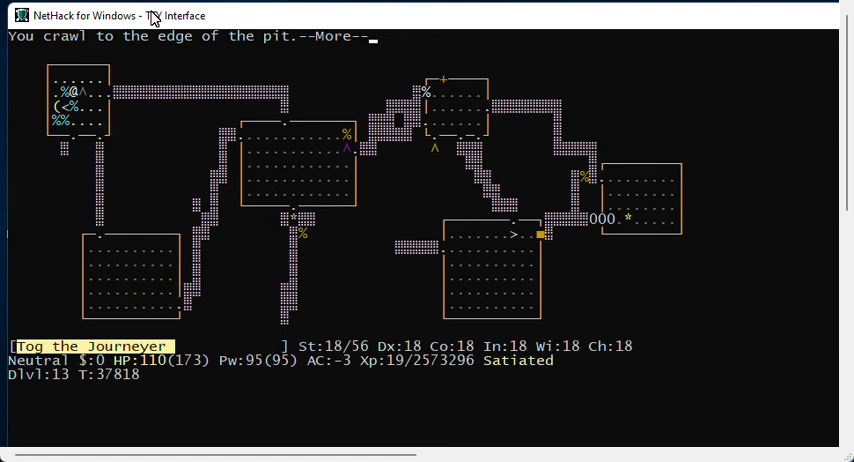 NetHack for Windows - TTY Interface
You crawl to the edge of the pit.--More--
[Tog the Journeyer ] St:18/56 Dx:18 Co:18 In:18 Wi:18 Ch:18
Neutral $:0 HP:110(173) Pw:95(95) AC:-3 Xp:19/2573296 Satiated
Dlvl:13 T:37818